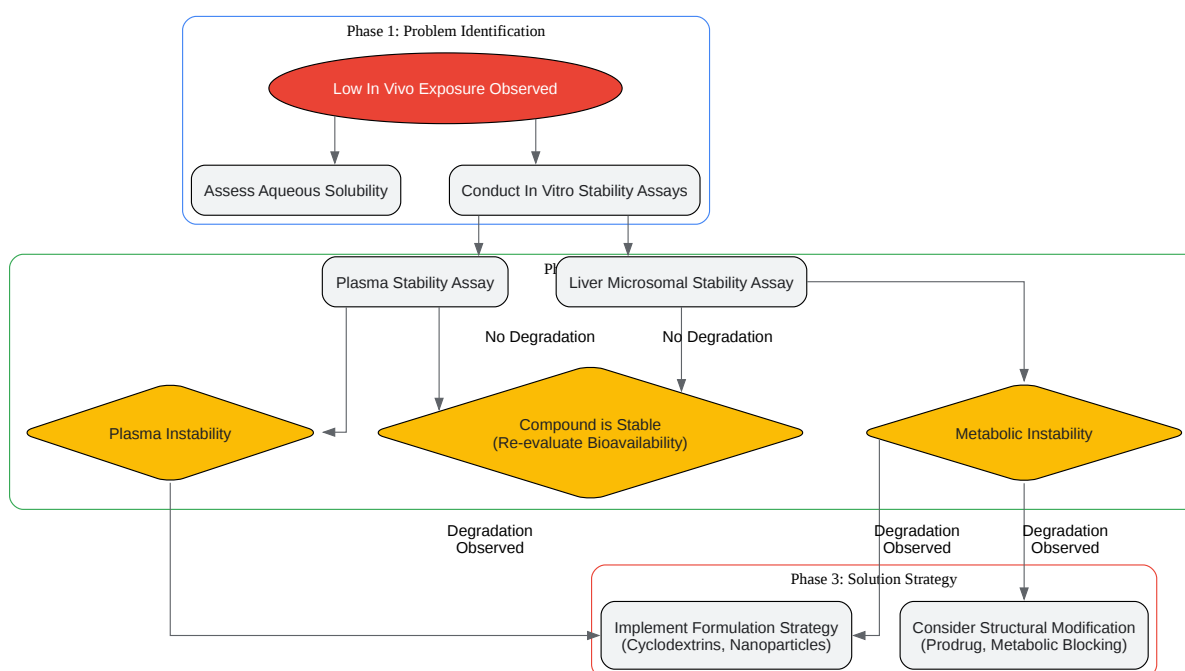 Phase 1: Problem Identification
Low In Vivo Exposure Observed
Assess Aqueous Solubility
Conduct In Vitro Stability Assays
Plasma Stability Assay
Liver Microsomal Stability Assay
No Degradation
No Degradation
Plasma Instability
Compound is Stable
(Re-evaluate Bioavailability)
Metabolic Instability
Degradation
Observed
Degradation
Observed
Degradation
Observed
Phase 3: Solution Strategy
Implement Formulation Strategy
(Cyclodextrins, Nanoparticles)
Consider Structural Modification
(Prodrug, Metabolic Blocking)